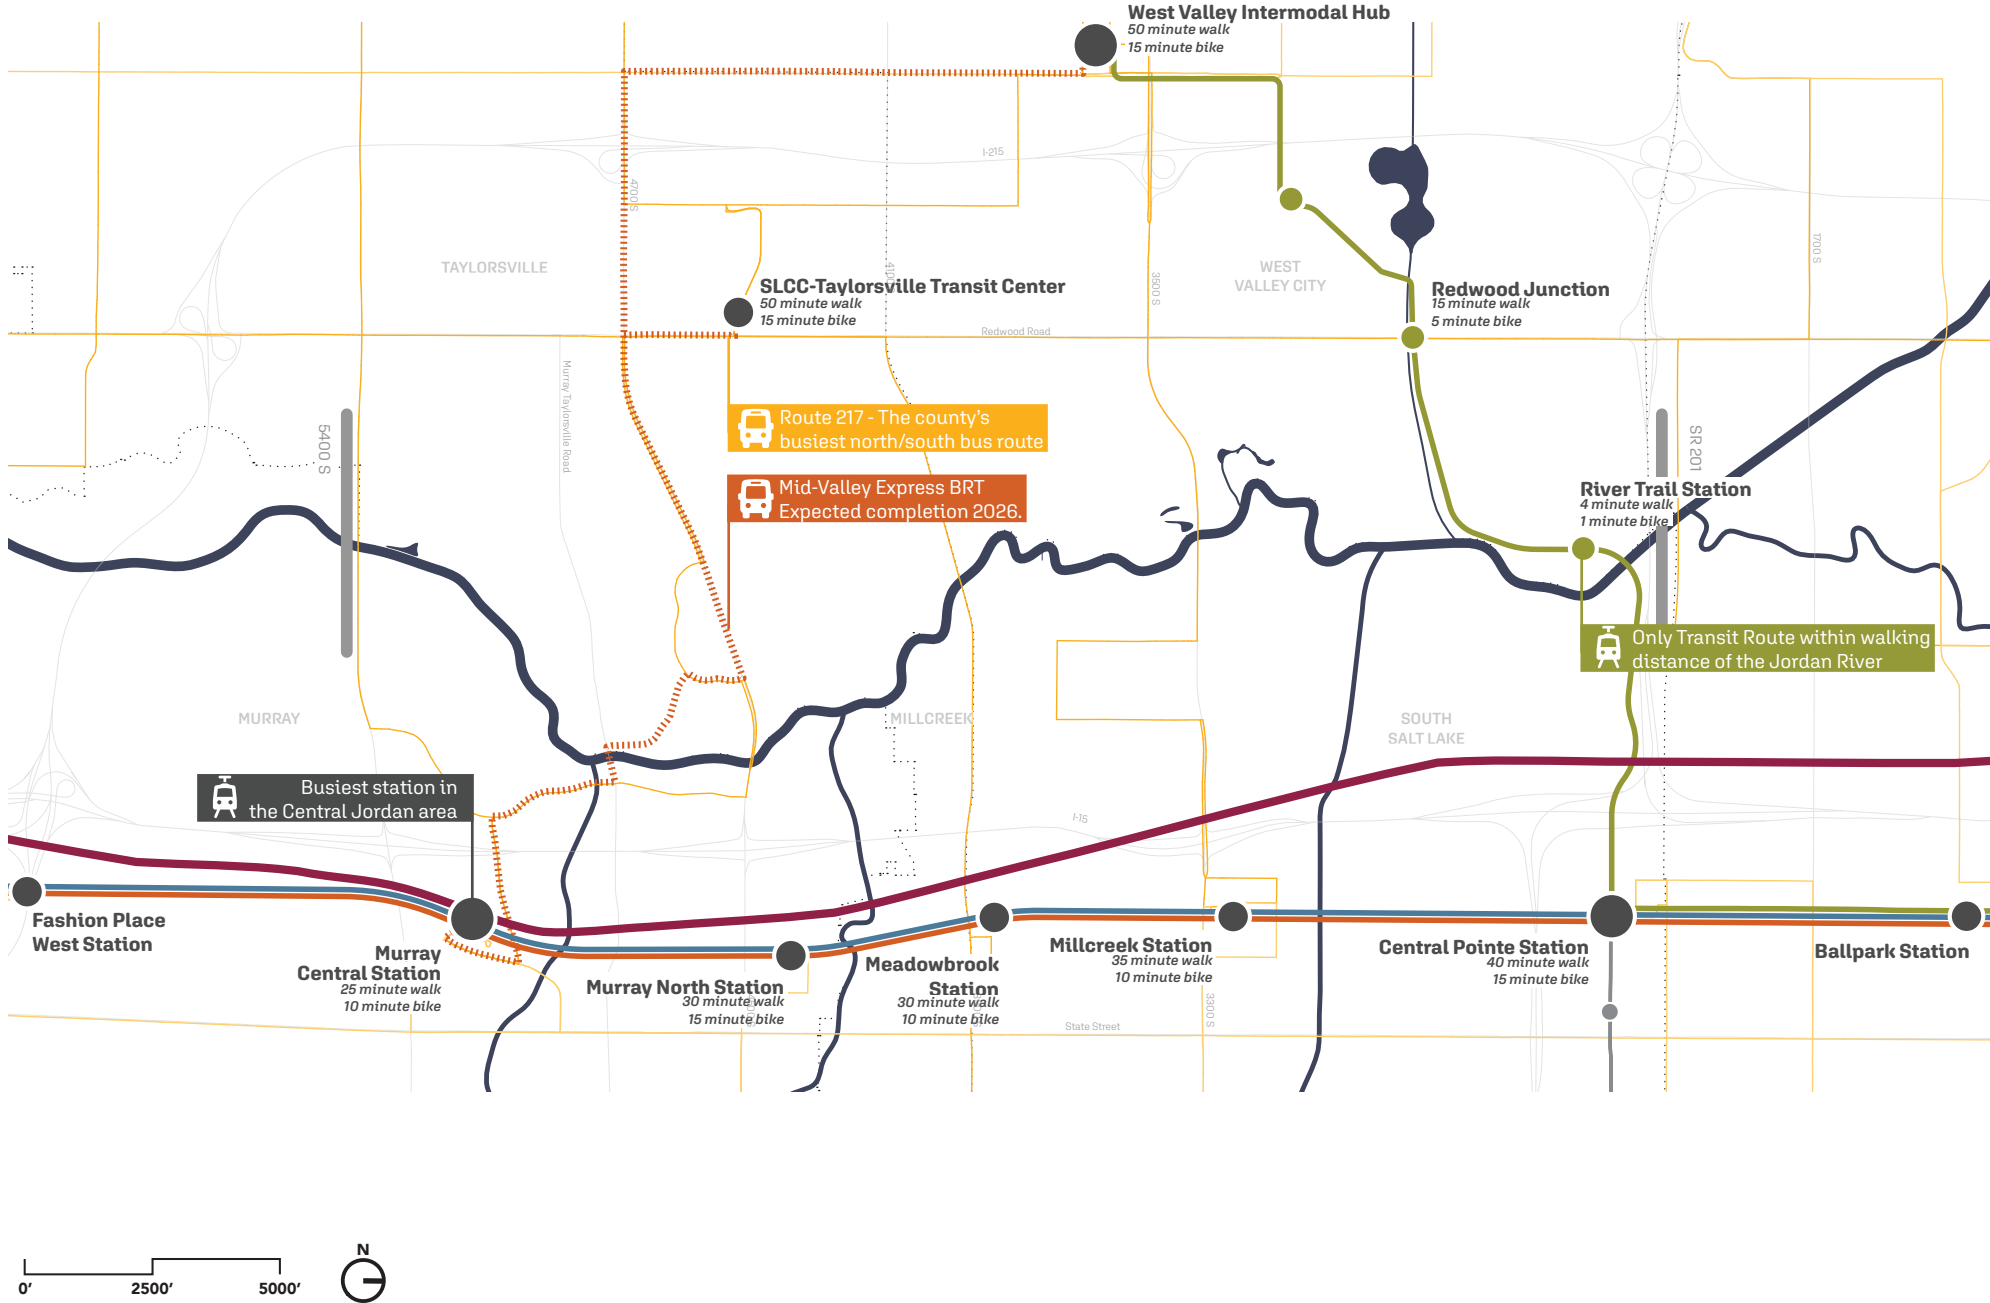 West Valley Intermodal Hub
50 minute walk
15 minute bike
I-215
4700 S
TAYLORSVILLE
WEST
VALLEY CITY
1700 S
3500 S
SLCC-Taylorsville Transit Center
50 minute walk
15 minute bike
Redwood Junction
15 minute walk
5 minute bike
Redwood Road
Murray Taylorsville Road
Route 217 - The county's
busiest north/south bus route
5400 S
SR 201
Mid-Valley Express BRT
Expected completion 2026.
River Trail Station
4 minute walk
1 minute bike
Only Transit Route within walking
distance of the Jordan River
MURRAY
MILLCREEK
SOUTH
SALT LAKE
Busiest station in
the Central Jordan area
I-15
Fashion Place
West Station
Murray
Central Station
25 minute walk
10 minute bike
Murray North Station
30 minute walk
15 minute bike
Meadowbrook
Station
30 minute walk
10 minute bike
Millcreek Station
35 minute walk
10 minute bike
3300 S
Central Pointe Station
40 minute walk
15 minute bike
Ballpark Station
State Street
N
0' 2500' 5000'